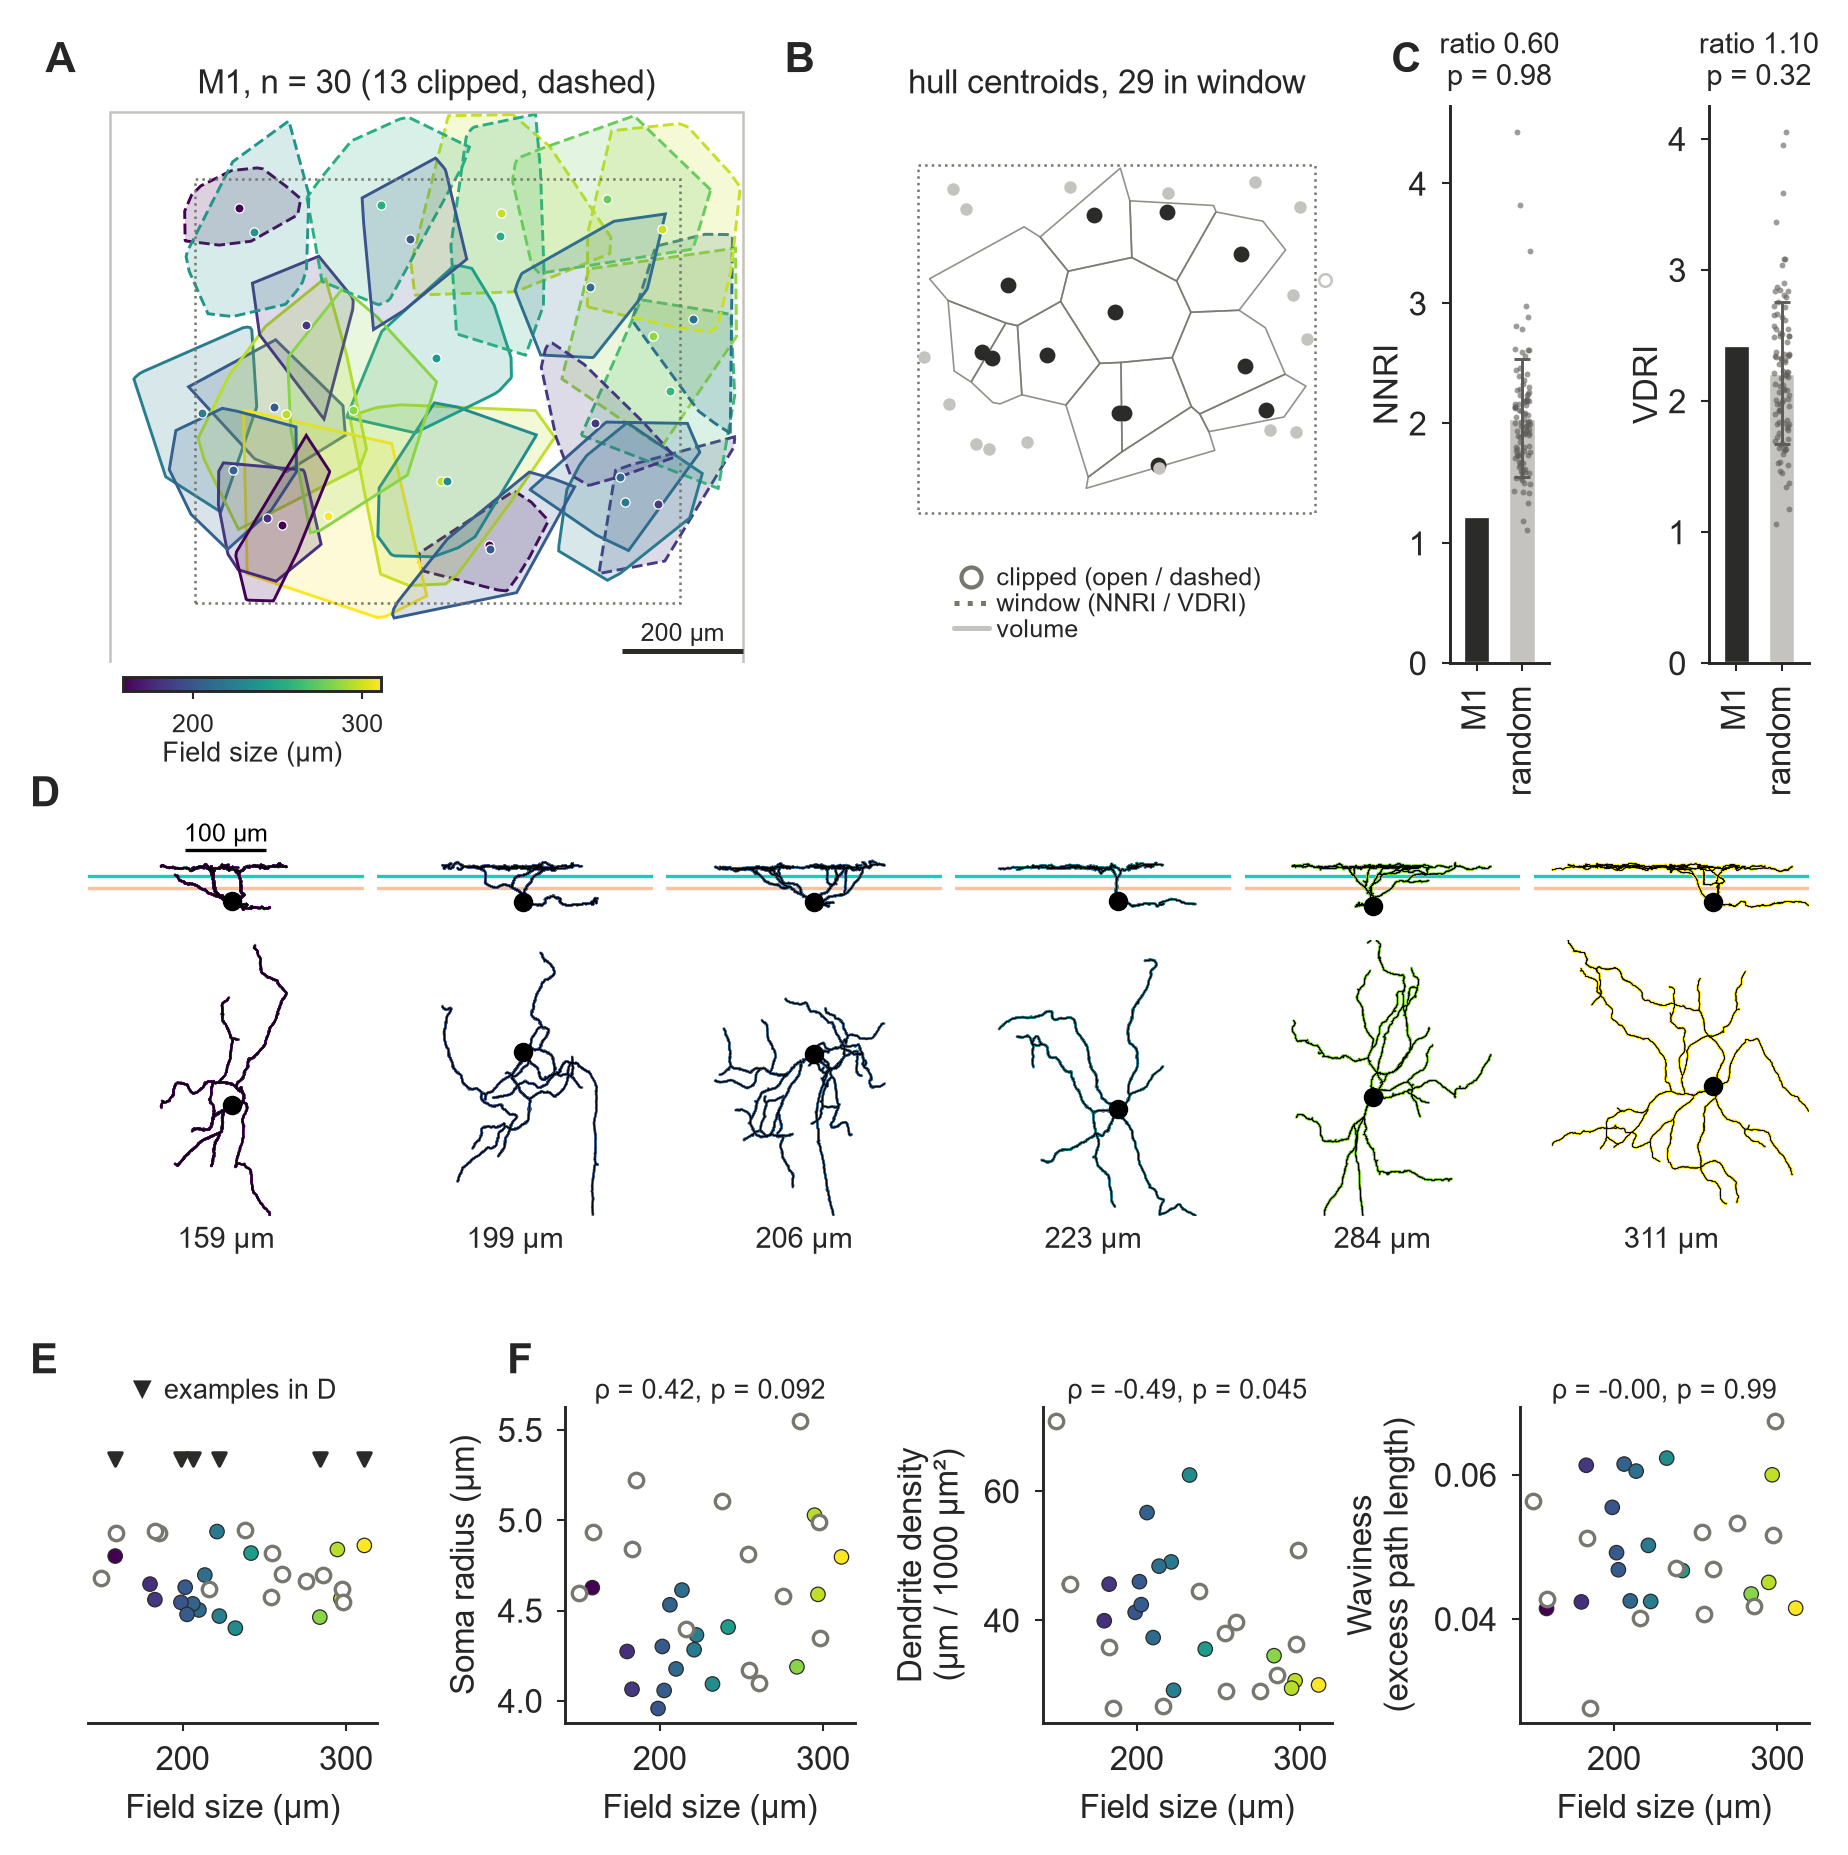 A
M1, n = 30 (13 clipped, dashed)
200 µm
200
300
Field size (µm)
B
hull centroids, 29 in window
clipped (open / dashed)
window (NNRI / VDRI)
volume
C
ratio 0.60
p = 0.98
NNRI
4
3
2
1
0
M1
random
ratio 1.10
p = 0.32
VDRI
4
3
2
1
0
M1
random
D
100 µm
159 µm
199 µm
206 µm
223 µm
284 µm
311 µm
E
examples in D
200
300
Field size (µm)
F
ρ = 0.42, p = 0.092
Soma radius (µm)
5.5
5.0
4.5
4.0
200
300
Field size (µm)
ρ = -0.49, p = 0.045
Dendrite density
(µm / 1000 µm²)
60
40
200
300
Field size (µm)
ρ = -0.00, p = 0.99
Waviness
(excess path length)
0.06
0.04
200
300
Field size (µm)